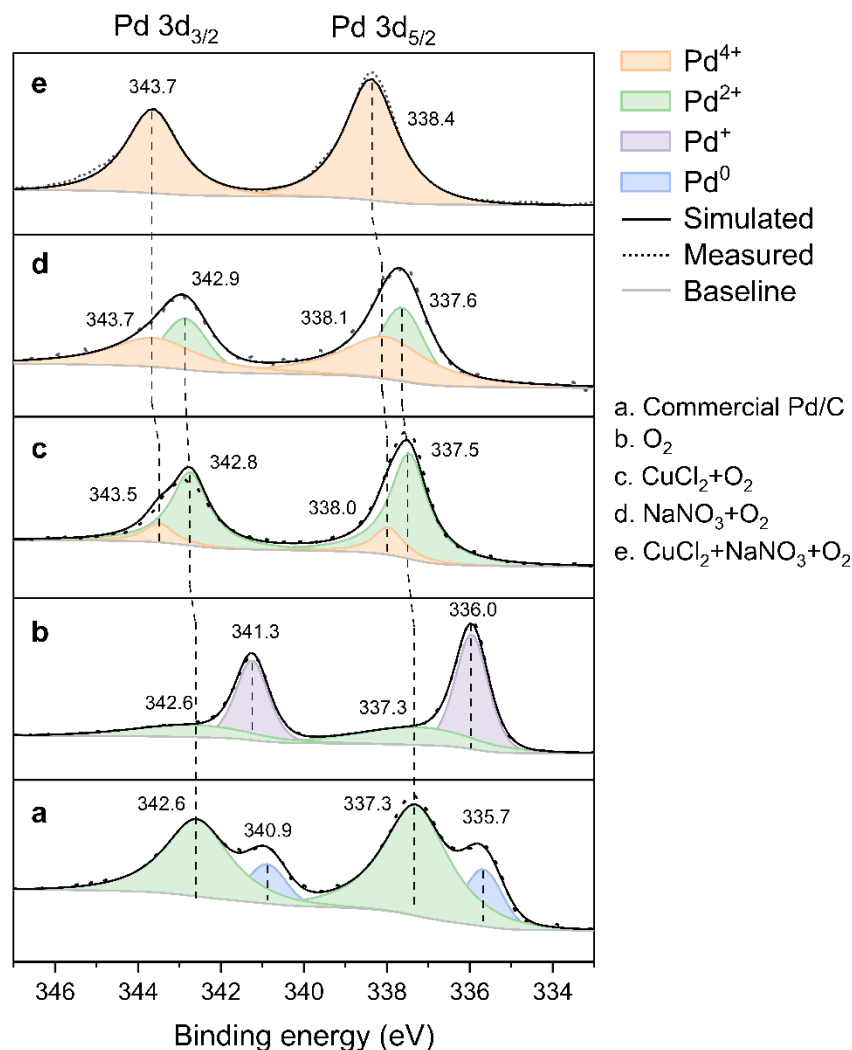 Pd 3d₃/₂ Pd 3d₅/₂
e
343.7
338.4
d
343.7
342.9
338.1
337.6
c
343.5
342.8
338.0
337.5
b
342.6
341.3
337.3
336.0
a
342.6
340.9
337.3
335.7
346 344 342 340 338 336 334
Binding energy (eV)
Pd⁴⁺
Pd²⁺
Pd⁺
Pd⁰
Simulated
Measured
Baseline
a. Commercial Pd/C
b. O₂
c. CuCl₂+O₂
d. NaNO₃+O₂
e. CuCl₂+NaNO₃+O₂